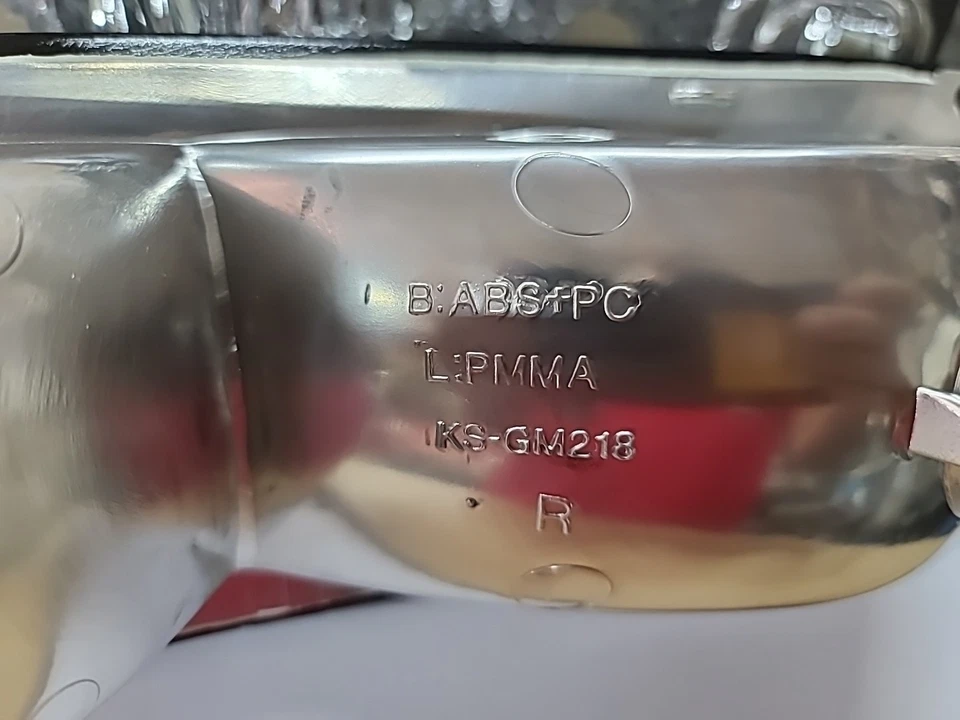 B:ABS+PC
L:PMMA
KS-GM218
R